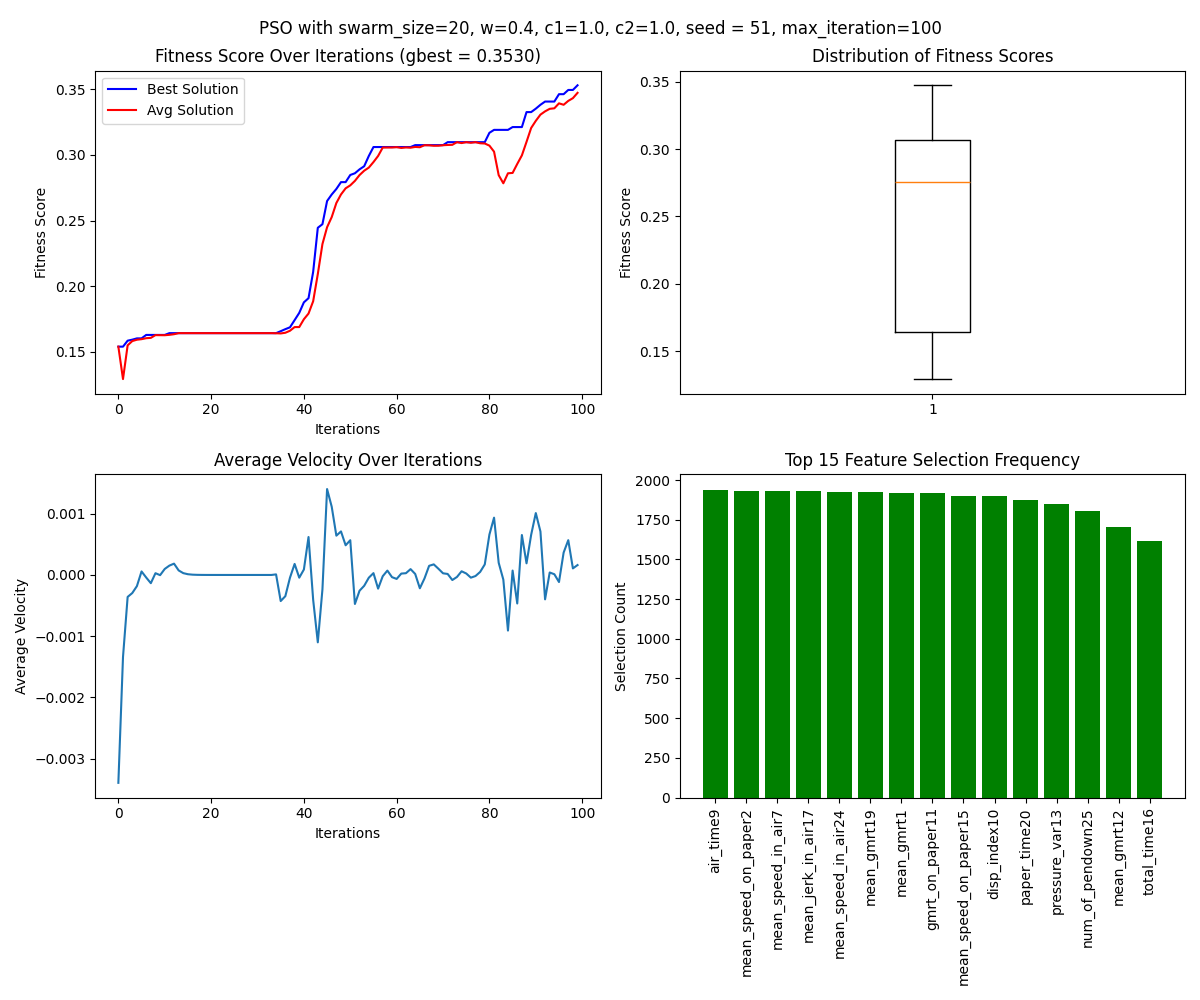 PSO with swarm_size=20, w=0.4, c1=1.0, c2=1.0, seed = 51, max_iteration=100
Fitness Score Over Iterations (gbest = 0.3530)
Best Solution
Avg Solution
Fitness Score
0.35
0.30
0.25
0.20
0.15
0
20
40
60
80
100
Iterations
Distribution of Fitness Scores
Fitness Score
0.35
0.30
0.25
0.20
0.15
1
Average Velocity Over Iterations
Average Velocity
0.001
0.000
−0.001
−0.002
−0.003
0
20
40
60
80
100
Iterations
Top 15 Feature Selection Frequency
Selection Count
2000
1750
1500
1250
1000
750
500
250
0
air_time9
mean_speed_on_paper2
mean_speed_in_air7
mean_jerk_in_air17
mean_speed_in_air24
mean_gmrt19
mean_gmrt1
gmrt_on_paper11
mean_speed_on_paper15
disp_index10
paper_time20
pressure_var13
num_of_pendown25
mean_gmrt12
total_time16